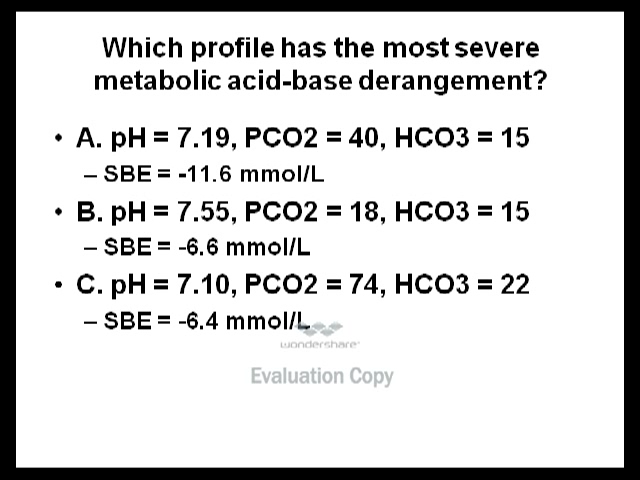 Which profile has the most severe
metabolic acid-base derangement?
• A. pH = 7.19, PCO2 = 40, HCO3 = 15
– SBE = -11.6 mmol/L
• B. pH = 7.55, PCO2 = 18, HCO3 = 15
– SBE = -6.6 mmol/L
• C. pH = 7.10, PCO2 = 74, HCO3 = 22
– SBE = -6.4 mmol/L
wondershare
Evaluation Copy